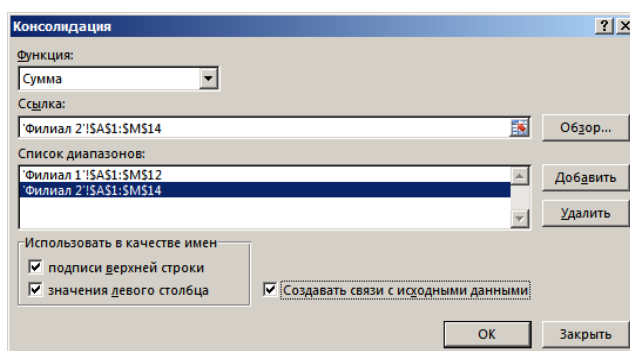 Консолидация
Функция:
Сумма
Ссылка:
'Филиал 2'!$A$1:$M$14
Обзор...
Список диапазонов:
'Филиал 1'!$A$1:$M$12
'Филиал 2'!$A$1:$M$14
Добавить
Удалить
Использовать в качестве имен
подписи верхней строки
значения левого столбца
Создавать связи с исходными данными
ОК
Закрыть